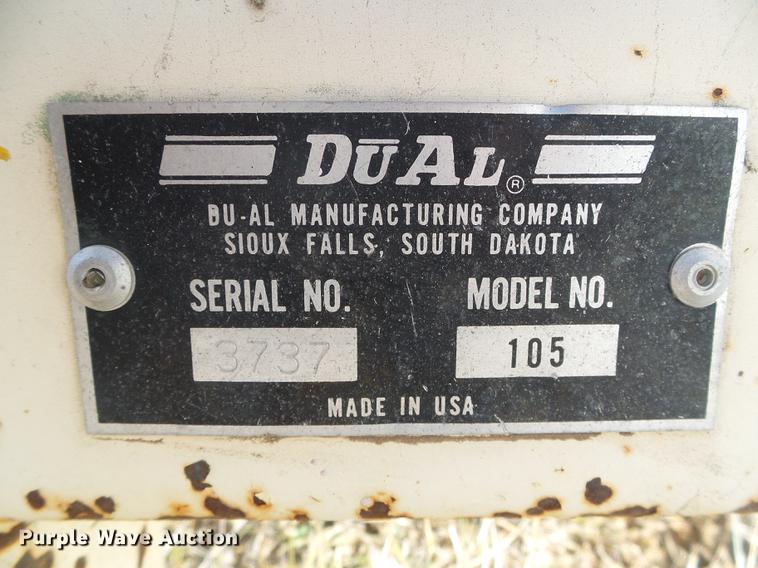 DUAL®
DU-AL MANUFACTURING COMPANY
SIOUX FALLS, SOUTH DAKOTA
SERIAL NO. MODEL NO.
3737 105
MADE IN USA
Purple Wave Auction